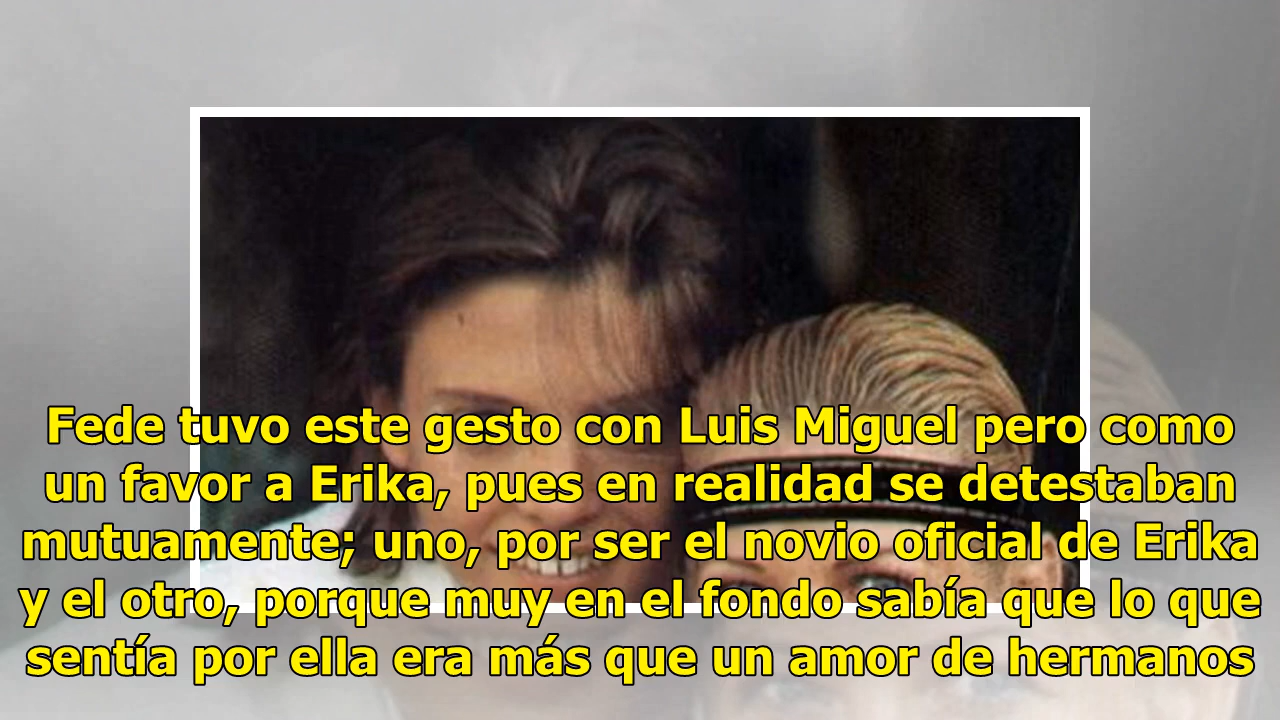 Fede tuvo este gesto con Luis Miguel pero como
un favor a Erika, pues en realidad se detestaban
mutuamente; uno, por ser el novio oficial de Erika
y el otro, porque muy en el fondo sabía que lo que
sentía por ella era más que un amor de hermanos